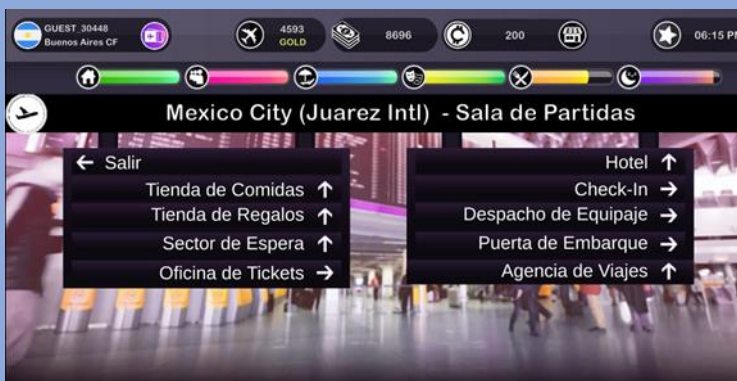 GUEST_30448
Buenos Aires CF
4593
GOLD
8696
200
06:15 PM
Mexico City (Juarez Intl) - Sala de Partidas
← Salir
Tienda de Comidas ↑
Tienda de Regalos ↑
Sector de Espera ↑
Oficina de Tickets →
Hotel ↑
Check-In →
Despacho de Equipaje →
Puerta de Embarque →
Agencia de Viajes ↑